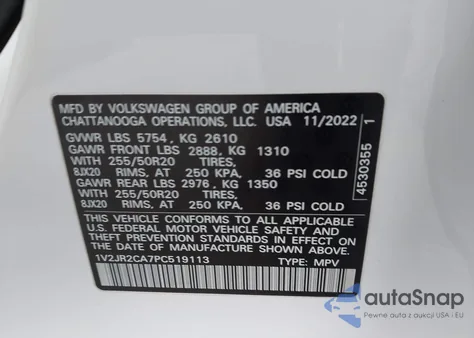 MFD BY VOLKSWAGEN GROUP OF AMERICA
CHATTANOOGA OPERATIONS, LLC. USA 11/2022
GVWR LBS 5754, KG 2610
GAWR FRONT LBS 2888, KG 1310
WITH 255/50R20 TIRES,
8JX20 RIMS, AT 250 KPA, 36 PSI COLD
GAWR REAR LBS 2976, KG 1350
WITH 255/50R20 TIRES,
8JX20 RIMS, AT 250 KPA, 36 PSI COLD
THIS VEHICLE CONFORMS TO ALL APPLICABLE
U.S. FEDERAL MOTOR VEHICLE SAFETY AND
THEFT PREVENTION STANDARDS IN EFFECT ON
THE DATE OF MANUFACTURE SHOWN ABOVE.
1V2JR2CA7PC519113 TYPE: MPV
4530355 1
autoSnap
Pewne auta z USA i Kanady